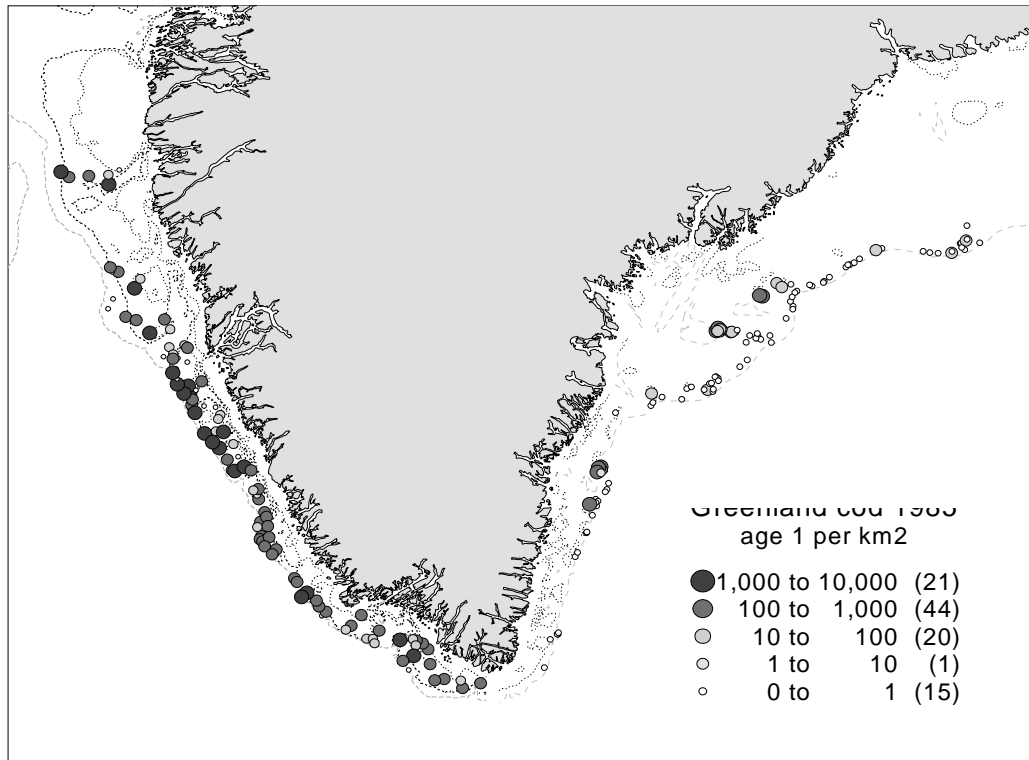 Greenland cod 1985
age 1 per km2
1,000 to 10,000 (21)
100 to 1,000 (44)
10 to 100 (20)
1 to 10 (1)
0 to 1 (15)